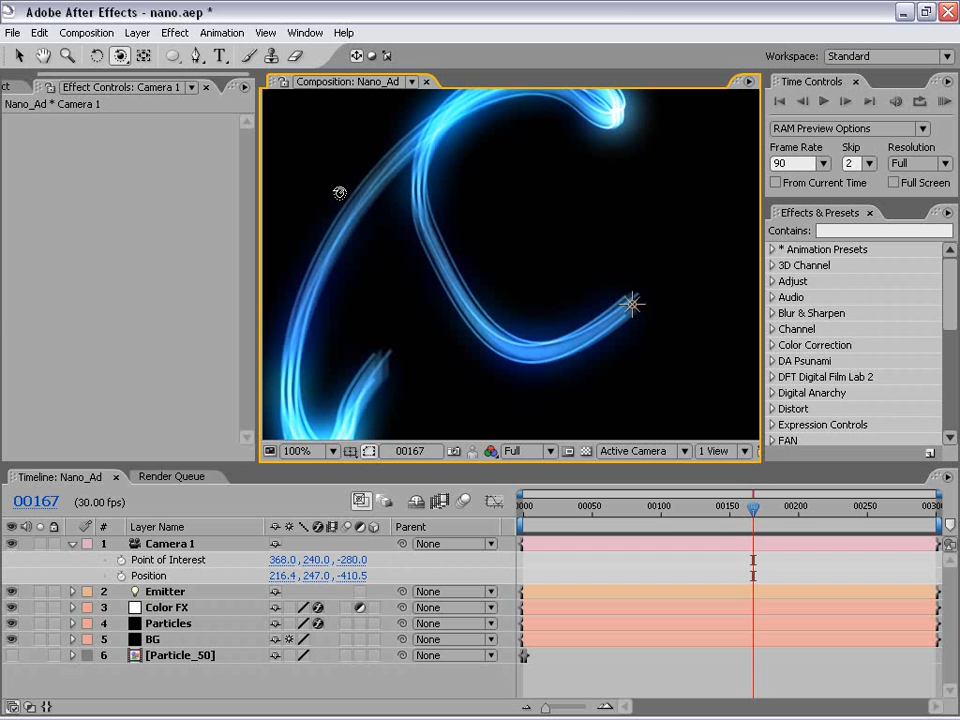 Adobe After Effects - nano.aep *
File Edit Composition Layer Effect Animation View Window Help
Workspace: Standard
ct Effect Controls: Camera 1
Composition: Nano_Ad
Time Controls
Nano_Ad * Camera 1
RAM Preview Options
Frame Rate Skip Resolution
90 2 Full
From Current Time Full Screen
Effects & Presets
Contains:
* Animation Presets
3D Channel
Adjust
Audio
Blur & Sharpen
Channel
Color Correction
DA Psunami
DFT Digital Film Lab 2
Digital Anarchy
Distort
Expression Controls
FAN
100% 00167 Full Active Camera 1 View
Timeline: Nano_Ad Render Queue
00167 (30.00 fps)
0000 00050 00100 00150 00200 00250 0030
# Layer Name Parent
1 Camera 1 None
Point of Interest 368.0, 240.0, -280.0
Position 216.4, 247.0, -410.5
2 Emitter None
3 Color FX None
4 Particles None
5 BG None
6 [Particle_50] None